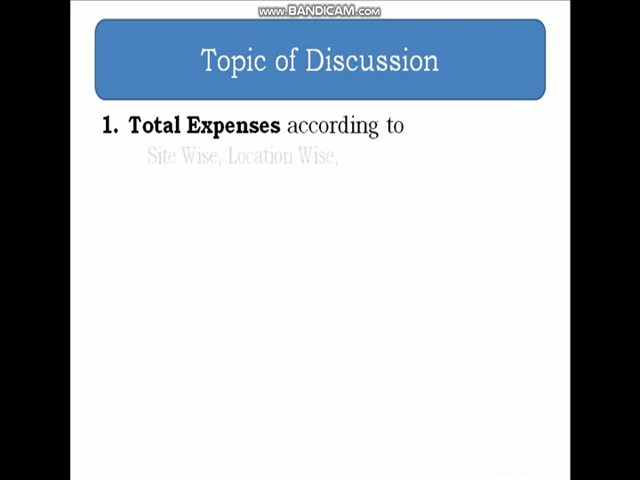 www.BANDICAM.com
Topic of Discussion
1. Total Expenses according to
Site Wise, Location Wise,